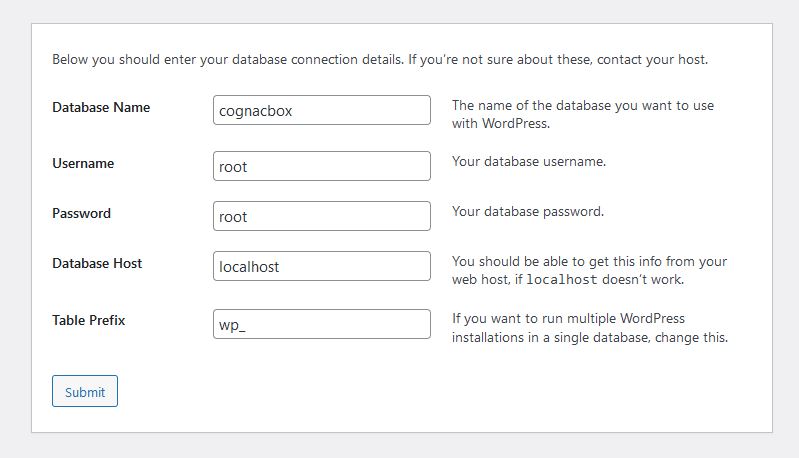 Below you should enter your database connection details. If you're not sure about these, contact your host.
Database Name
cognacbox
The name of the database you want to use
with WordPress.
Username
root
Your database username.
Password
root
Your database password.
Database Host
localhost
You should be able to get this info from your
web host, if localhost doesn't work.
Table Prefix
wp_
If you want to run multiple WordPress
installations in a single database, change this.
Submit